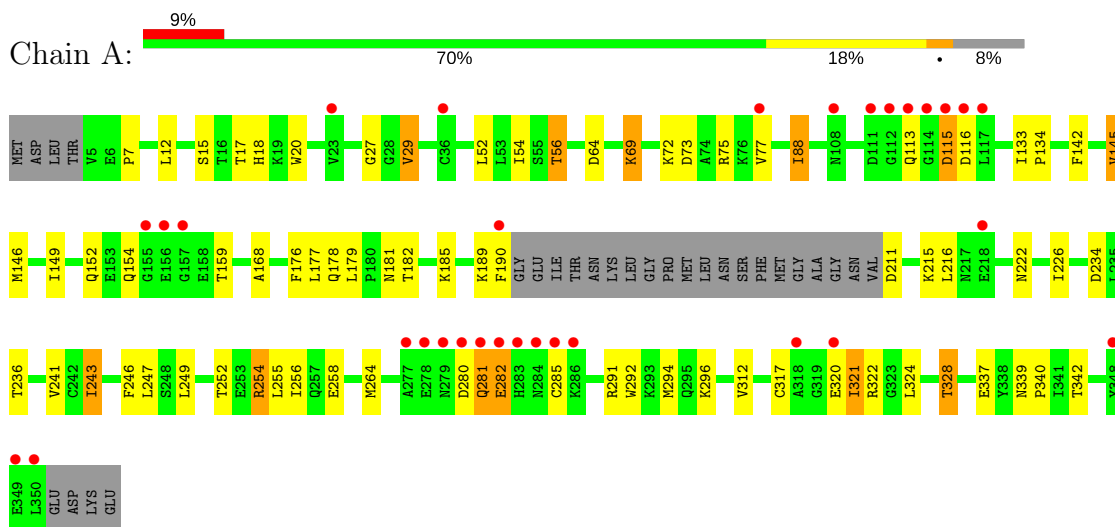 9%
Chain A:
70% 18% • 8%
MET ASP LEU THR V5 E6 P7 L12 S15 T16 T17 H18 K19 W20 V23 G27 G28 V29 C36 L52 L53 I54 S55 T56 D64 K69 K72 D73 A74 R75 K76 V77 I88 N108 D111 G112 Q113 G114 D115 D116 L117 I133 P134 F142 V145
M146 I149 Q152 E153 Q154 G155 E156 G157 E158 T159 A168 F176 L177 Q178 L179 P180 N181 T182 K185 K189 F190 GLY GLU ILE THR ASN LYS LEU GLY PRO MET LEU ASN SER PHE MET GLY ALA GLY ASN VAL D211 K215 L216 N217 E218 N222 I226 D234 L235
T236 V241 C242 I243 F246 L247 S248 L249 T252 E253 R254 L255 I256 Q257 E258 M264 A277 E278 N279 D280 Q281 E282 H283 N284 C285 K286 R291 W292 K293 M294 Q295 K296 V312 C317 A318 G319 E320 I321 R322 G323 L324 T328 E337 Y338 N339 P340 I341 T342 Y348
E349 L350 GLU ASP LYS GLU